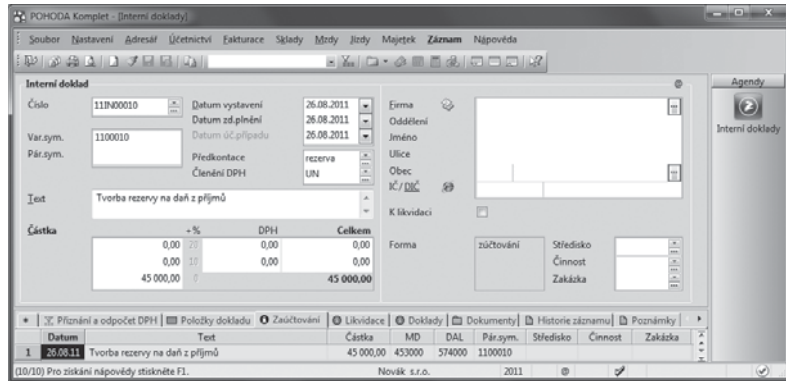 POHODA Komplet - [Interní doklady]
Soubor Nastavení Adresář Účetnictví Fakturace Sklady Mzdy Jízdy Majetek Záznam Nápověda
Interní doklad
Číslo 11IN00010
Var.sym. 1100010
Pár.sym.
Datum vystavení 26.08.2011
Datum zd.plnění 26.08.2011
Datum úč.případu 26.08.2011
Předkontace rezerva
Členění DPH UN
Text Tvorba rezervy na daň z příjmů
Částka + % DPH Celkem
0,00 20 0,00 0,00
0,00 10 0,00 0,00
45 000,00 0 45 000,00
Firma
Oddělení
Jméno
Ulice
Obec
IČ/DIČ
K likvidaci
Forma zúčtování
Středisko
Činnost
Zakázka
Agendy
Interní doklady
* Přiznání a odpočet DPH Položky dokladu Zaúčtování Likvidace Doklady Dokumenty Historie záznamu Poznámky
Datum Text Částka MD DAL Pár.sym. Středisko Činnost Zakázka
1 26.08.11 Tvorba rezervy na daň z příjmů 45 000,00 453000 574000 1100010
(10/10) Pro získání nápovědy stiskněte F1. Novák s.r.o. 2011 @